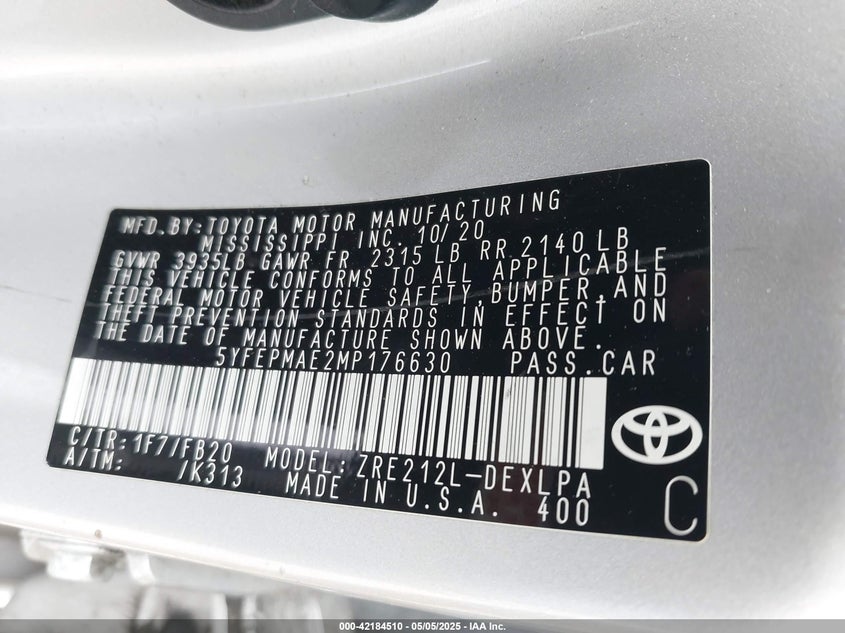 MFD.BY:TOYOTA MOTOR MANUFACTURING
MISSISSIPPI INC. 10/20
GVWR 3935LB GAWR FR 2315 LB RR 2140 LB
THIS VEHICLE CONFORMS TO ALL APPLICABLE
FEDERAL MOTOR VEHICLE SAFETY,BUMPER,AND
THEFT PREVENTION STANDARDS IN EFFECT ON
THE DATE OF MANUFACTURE SHOWN ABOVE.
5YFEPMAE2MP176630 PASS.CAR
C/TR:1F7/FB20 MODEL:ZRE212L-DEXLPA
A/TM: /K313 MADE IN U.S.A. 400
C
000-42184510 - 05/05/2025 - IAA Inc.